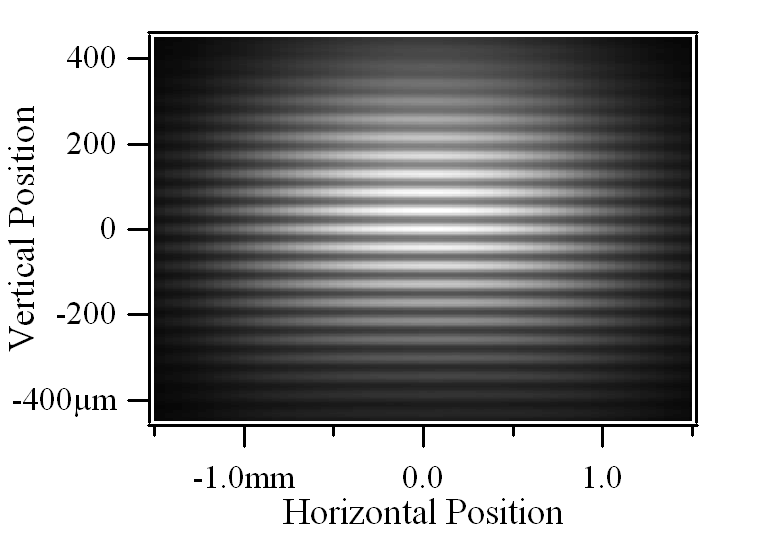 400
200
0
-200
-400μm
Vertical Position
-1.0mm 0.0 1.0
Horizontal Position